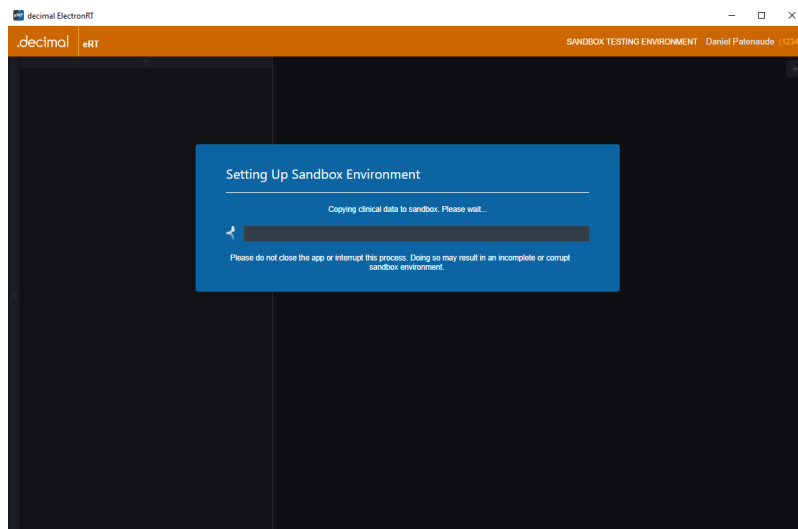 eRT decimal ElectronRT
.decimal eRT SANDBOX TESTING ENVIRONMENT Daniel Patenaude (1234
Setting Up Sandbox Environment
Copying clinical data to sandbox. Please wait...
Please do not close the app or interrupt this process. Doing so may result in an incomplete or corrupt
sandbox environment.